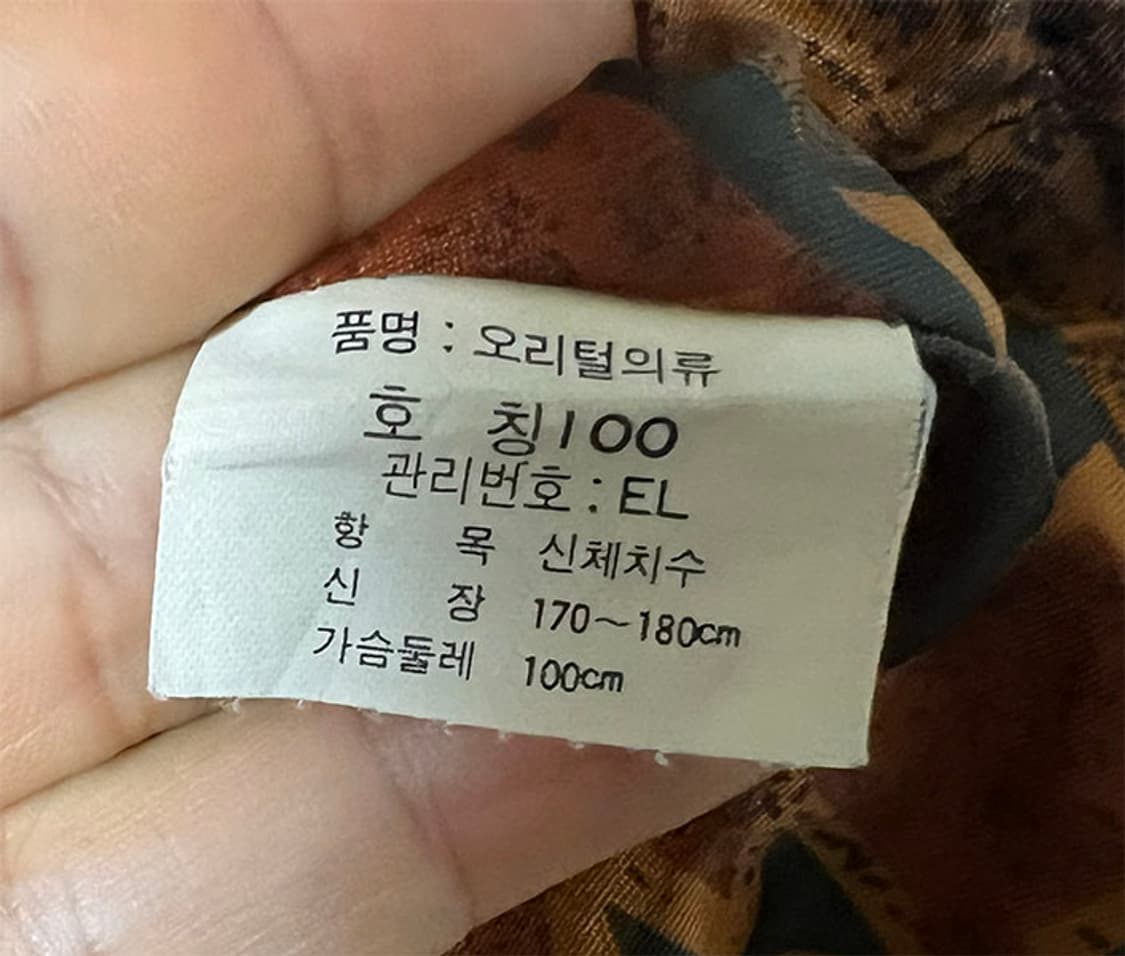 품명 : 오리털의류
호 칭100
관리번호 : EL
항 목 신체치수
신 장 170~180cm
가슴둘레 100cm